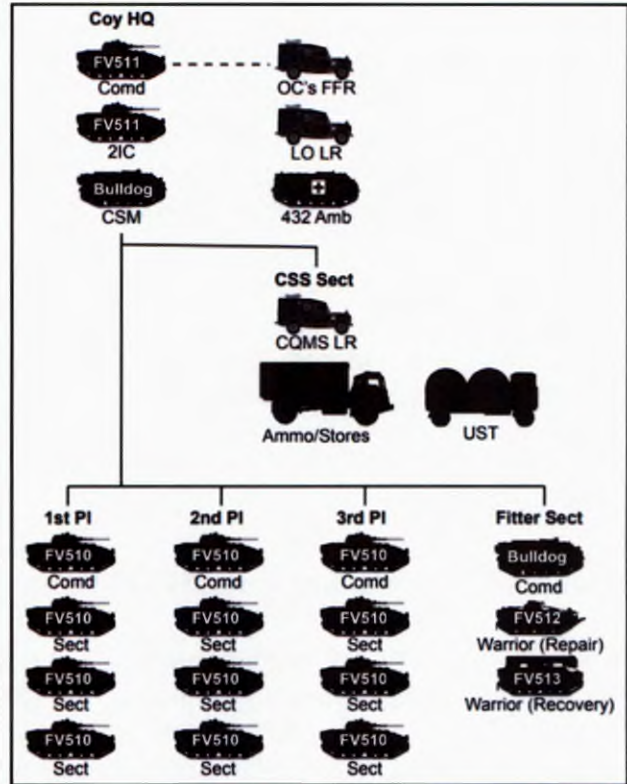 Coy HQ
FV511
Comd
OC's FFR
FV511
2IC
LO LR
Bulldog
CSM
432 Amb
CSS Sect
CQMS LR
Ammo/Stores
UST
1st Pl
2nd Pl
3rd Pl
Fitter Sect
FV510
FV510
FV510
Bulldog
Comd
Comd
Comd
Comd
FV510
FV510
FV510
FV512
Sect
Sect
Sect
Warrior (Repair)
FV510
FV510
FV510
FV513
Sect
Sect
Sect
Warrior (Recovery)
FV510
FV510
FV510
Sect
Sect
Sect